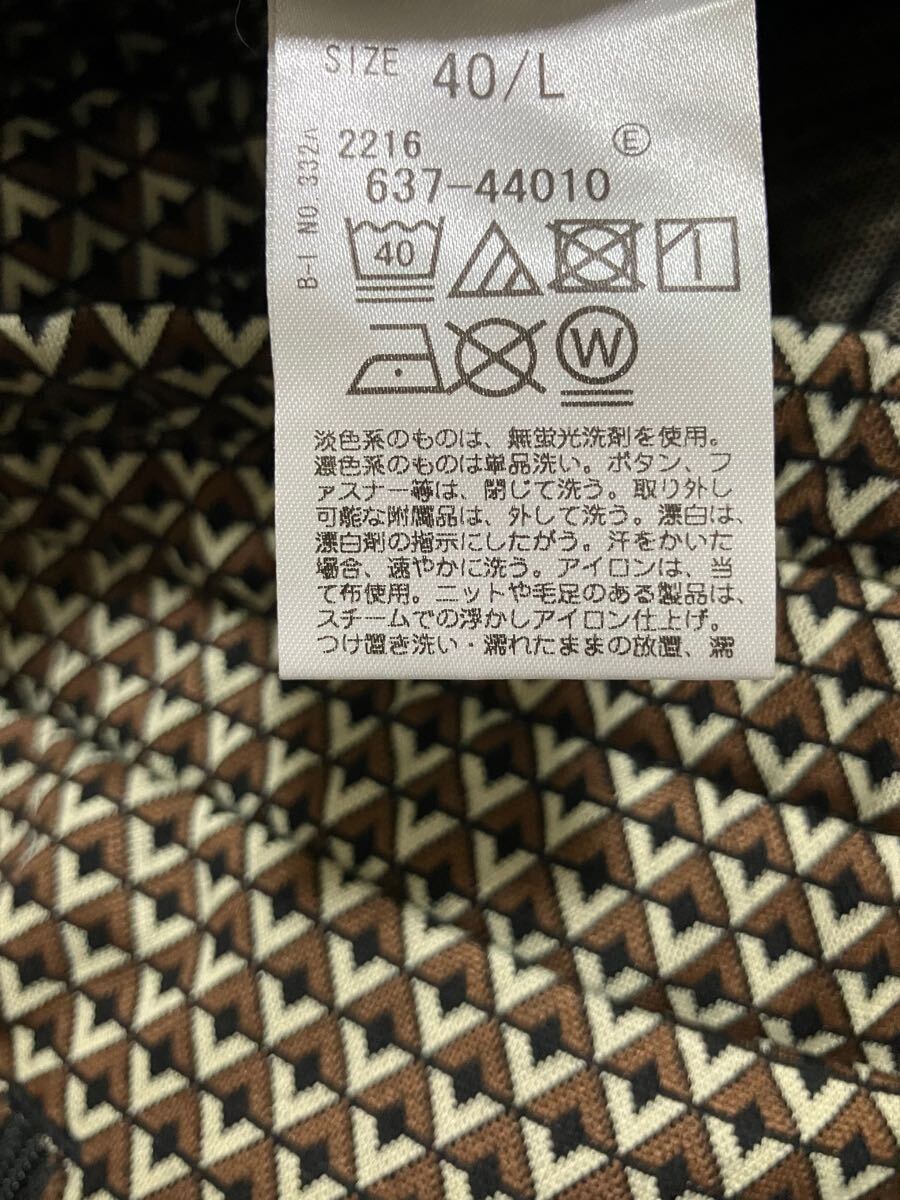 SIZE 40/L
2216 E
637-44010
B-I NO.332
40
W
淡色系のものは、無蛍光洗剤を使用。
濃色系のものは単品洗い。ボタン、フ
ァスナー等は、閉じて洗う。取り外し
可能な附属品は、外して洗う。漂白は、
漂白剤の指示にしたがう。汗をかいた
場合、速やかに洗う。アイロンは、当
て布使用。ニットや毛足のある製品は、
スチームでの浮かしアイロン仕上げ。
つけ置き洗い・濡れたままの放置、濡